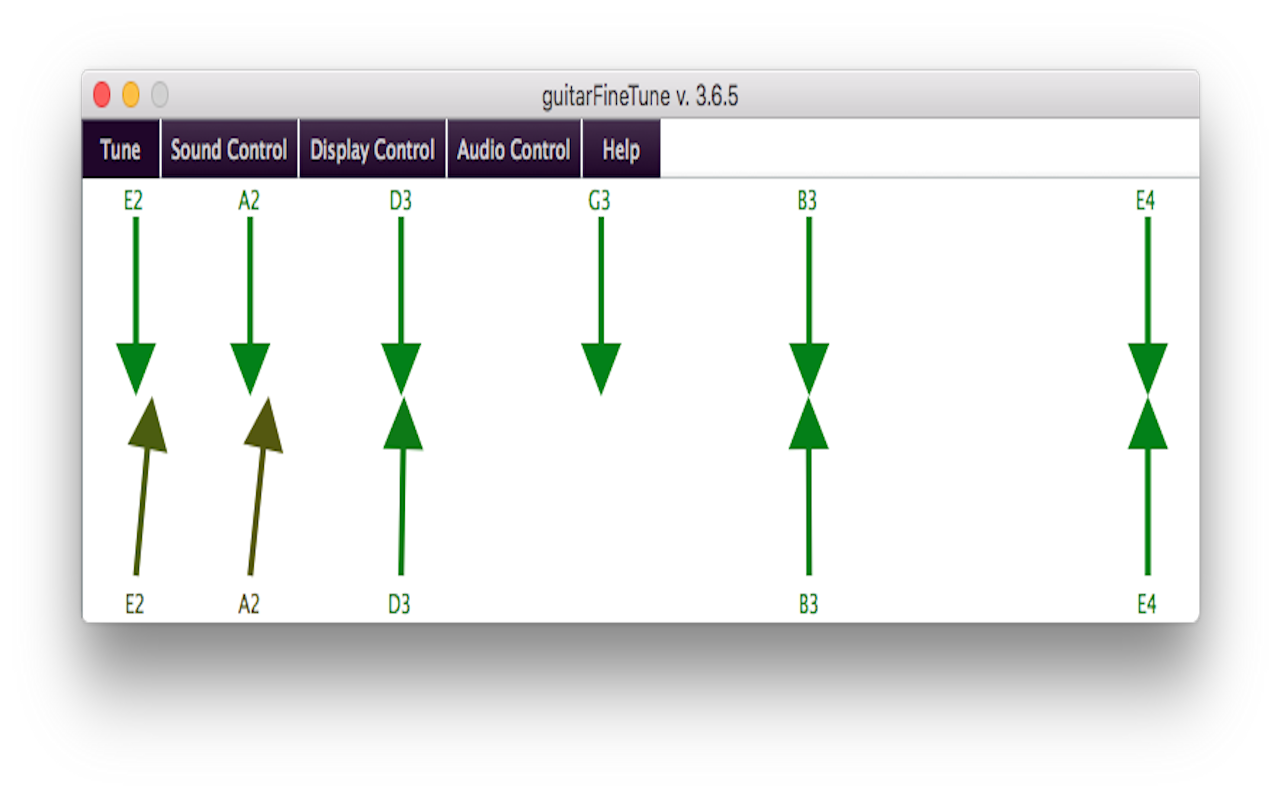 guitarFineTune v. 3.6.5
Tune Sound Control Display Control Audio Control Help
E2 A2 D3 G3 B3 E4
E2 A2 D3 B3 E4